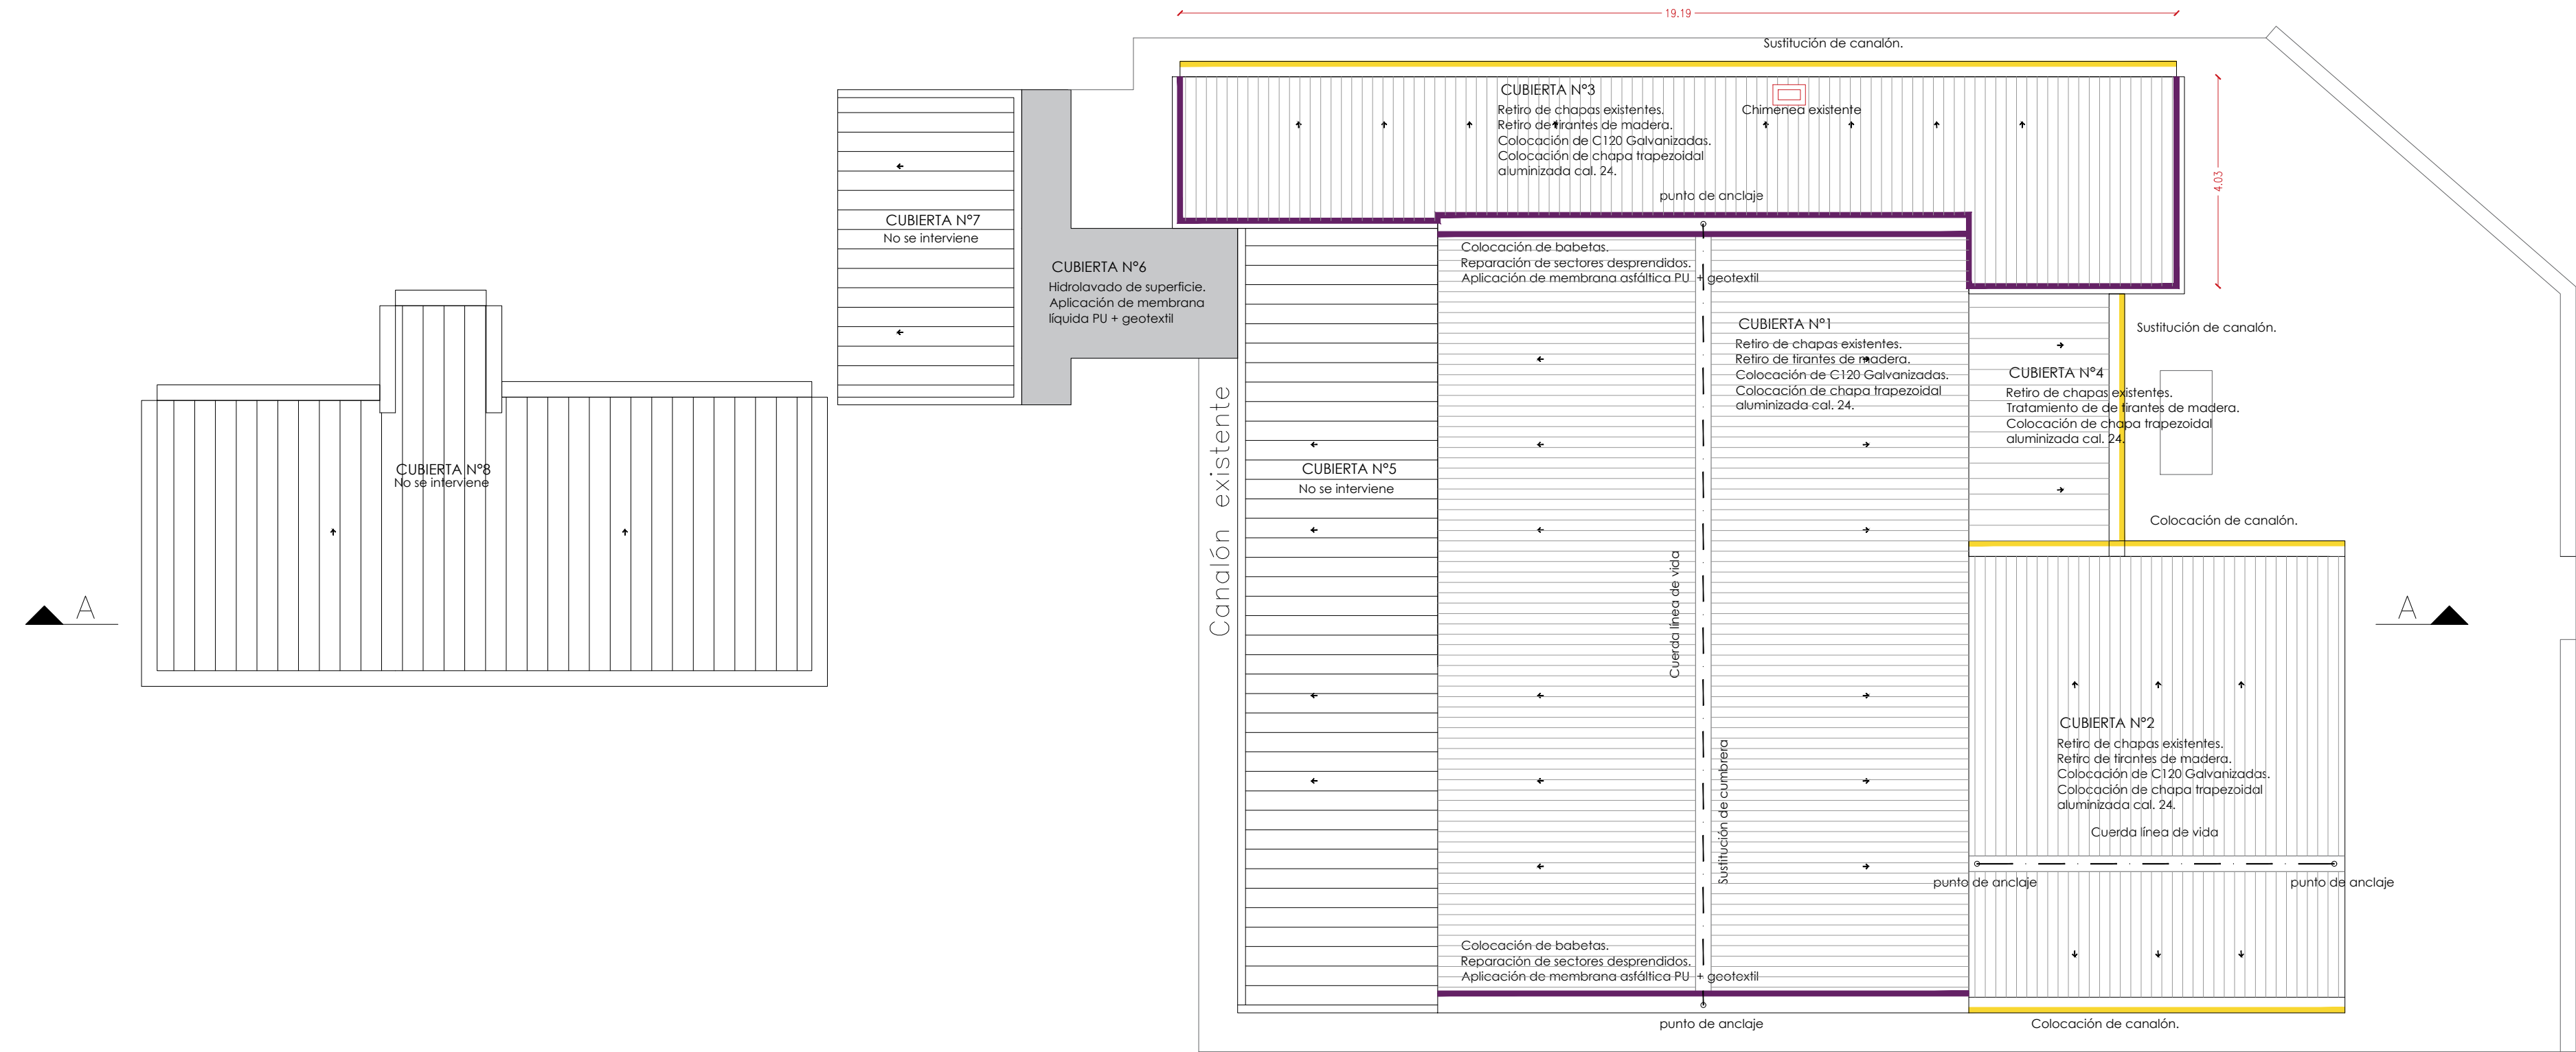 19.19
Sustitución de canalón.
CUBIERTA N°3
Retiro de chapas existentes.
Retiro de tirantes de madera.
Colocación de C120 Galvanizadas.
Colocación de chapa trapezoidal
aluminizada cal. 24.
Chimenea existente
4.03
punto de anclaje
CUBIERTA N°7
No se interviene
CUBIERTA N°6
Hidrolavado de superficie.
Aplicación de membrana
líquida PU + geotextil
Colocación de babetas.
Reparación de sectores desprendidos.
Aplicación de membrana asfáltica PU + geotextil
CUBIERTA N°1
Retiro de chapas existentes.
Retiro de tirantes de madera.
Colocación de C120 Galvanizadas.
Colocación de chapa trapezoidal
aluminizada cal. 24.
Sustitución de canalón.
CUBIERTA N°4
Retiro de chapas existentes.
Tratamiento de de tirantes de madera.
Colocación de chapa trapezoidal
aluminizada cal. 24.
CUBIERTA N°8
No se interviene
Canalón existente
CUBIERTA N°5
No se interviene
Colocación de canalón.
Cuerda línea de vida
A
A
CUBIERTA N°2
Retiro de chapas existentes.
Retiro de tirantes de madera.
Colocación de C120 Galvanizadas.
Colocación de chapa trapezoidal
aluminizada cal. 24.
Sustitución de cumbrera
Cuerda línea de vida
punto de anclaje
punto de anclaje
Colocación de babetas.
Reparación de sectores desprendidos.
Aplicación de membrana asfáltica PU + geotextil
punto de anclaje
Colocación de canalón.